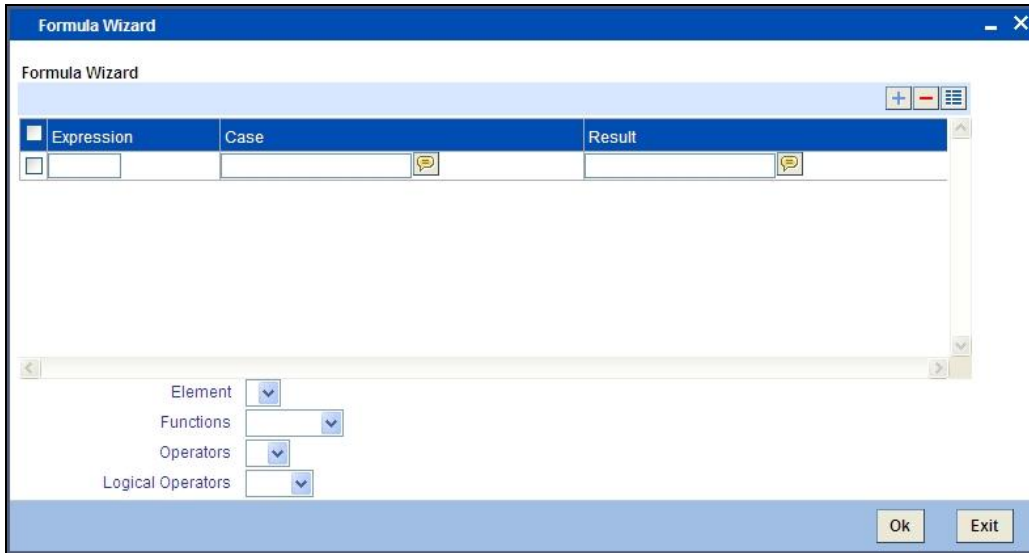 Formula Wizard
Formula Wizard
Expression Case Result
Element
Functions
Operators
Logical Operators
Ok Exit